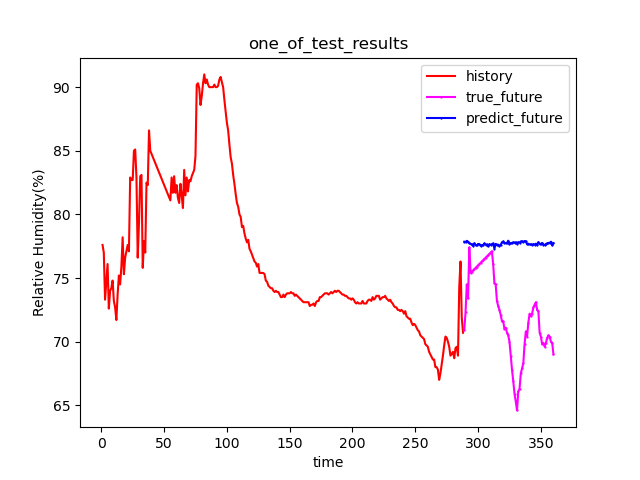 one_of_test_results
history
true_future
predict_future
Relative Humidity(%)
90
85
80
75
70
65
0
50
100
150
200
250
300
350
time